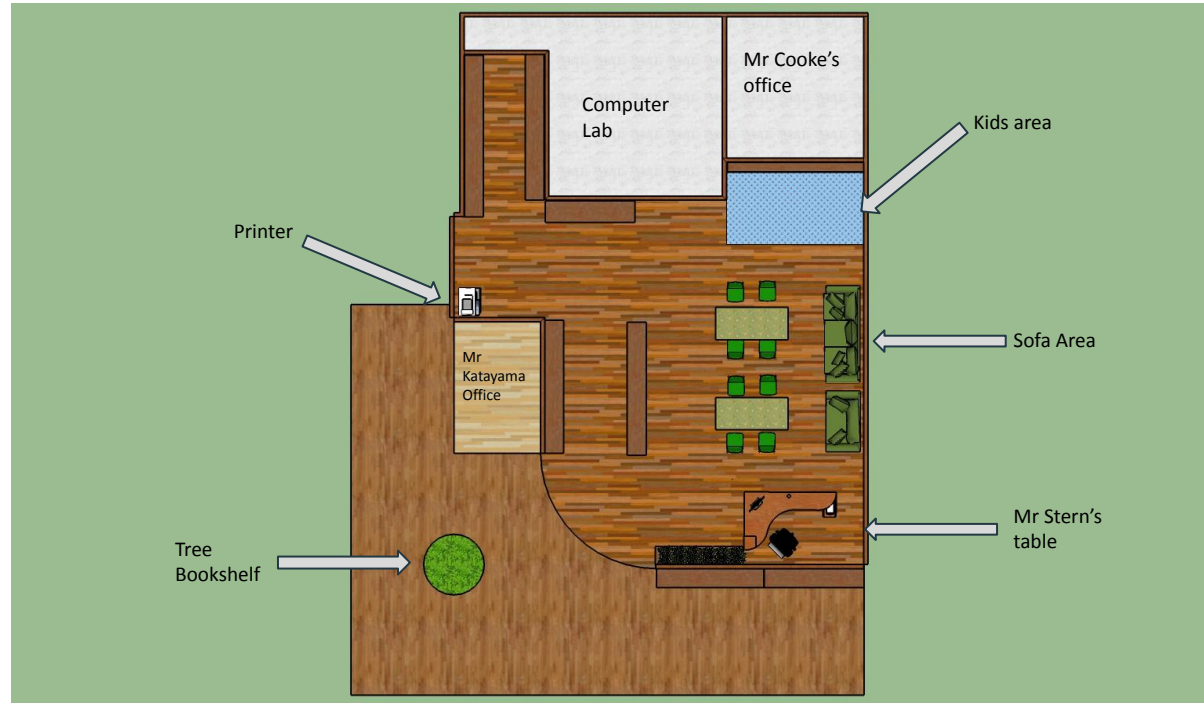 Mr Cooke’s
office
Computer
Lab
Kids area
Printer
Sofa Area
Mr
Katayama
Office
Mr Stern’s
table
Tree
Bookshelf